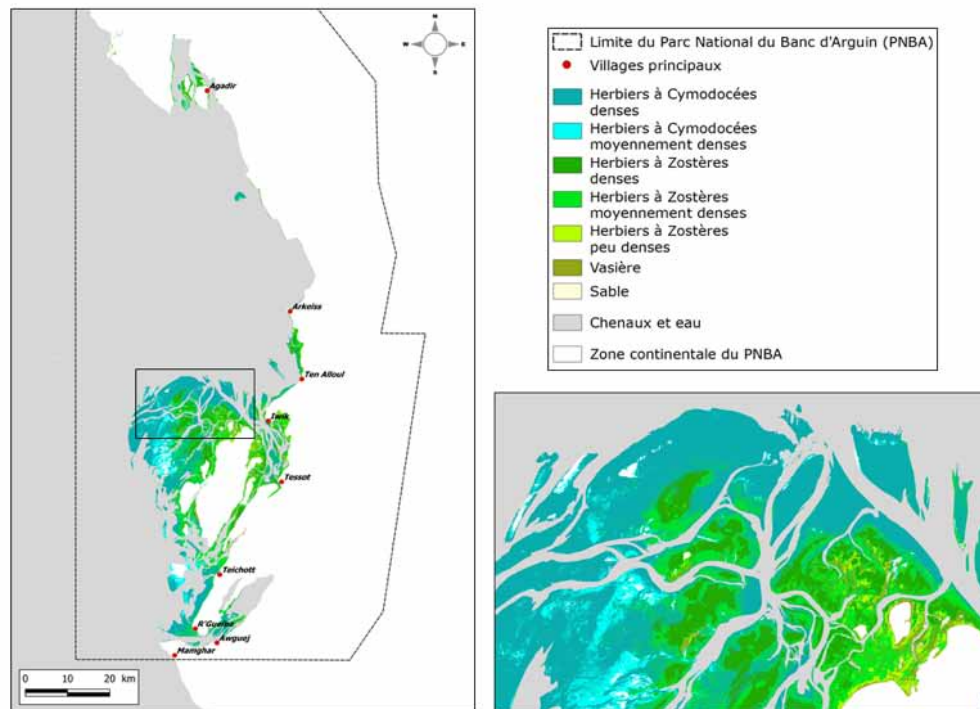 N
W
E
S
Agadir
Arkeiss
Ten Alloul
Iwik
Tessot
Teichott
R'Gueiba
Awguej
Mamghar
0 10 20 km
Limite du Parc National du Banc d'Arguin (PNBA)
Villages principaux
Herbiers à Cymodocées
denses
Herbiers à Cymodocées
moyennement denses
Herbiers à Zostères
denses
Herbiers à Zostères
moyennement denses
Herbiers à Zostères
peu denses
Vasière
Sable
Chenaux et eau
Zone continentale du PNBA